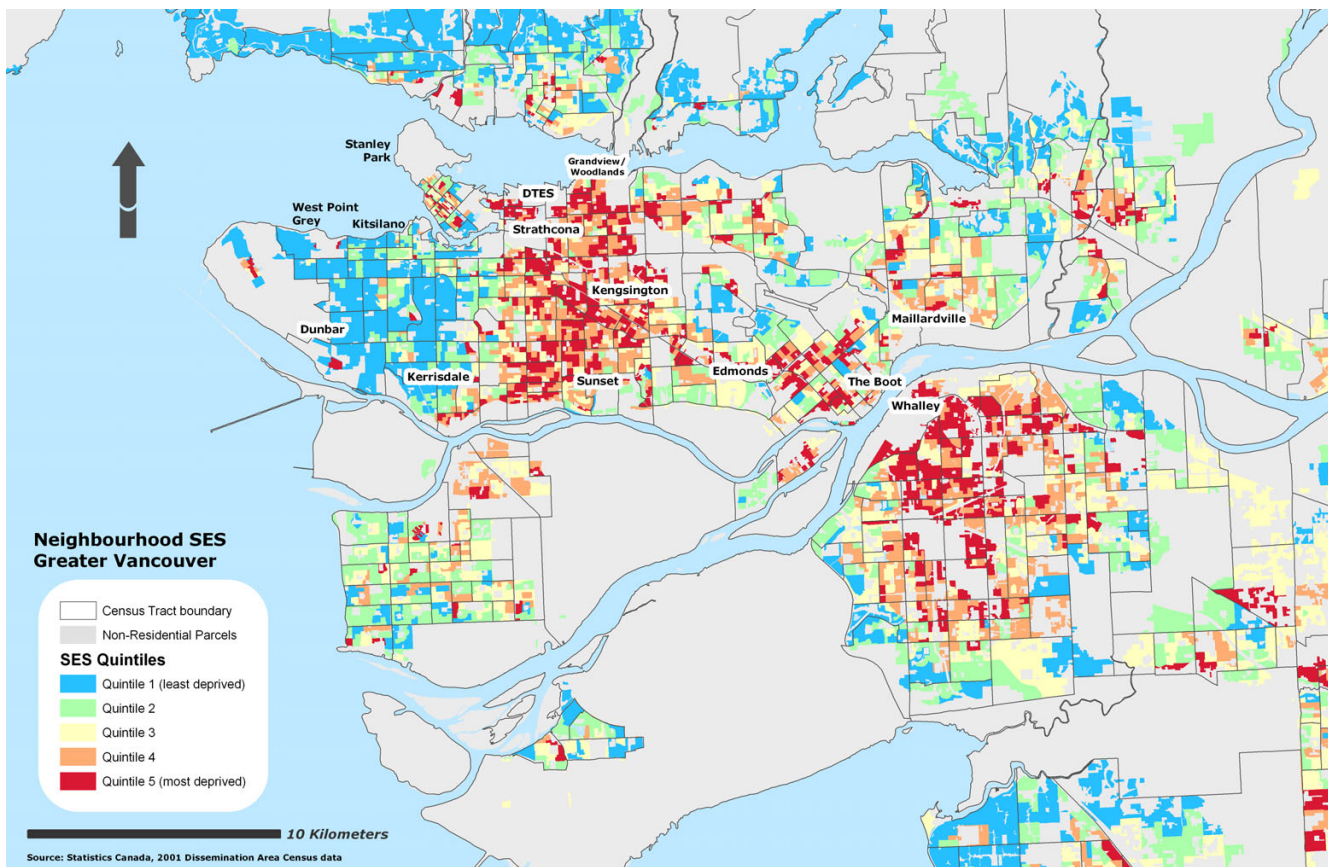 Stanley
Park
Grandview/
Woodlands
DTES
West Point
Grey
Kitsilano
Strathcona
Kengsington
Dunbar
Maillardville
Kerrisdale
Sunset
Edmonds
The Boot
Whalley
Neighbourhood SES
Greater Vancouver
Census Tract boundary
Non-Residential Parcels
SES Quintiles
Quintile 1 (least deprived)
Quintile 2
Quintile 3
Quintile 4
Quintile 5 (most deprived)
10 Kilometers
Source: Statistics Canada, 2001 Dissemination Area Census data